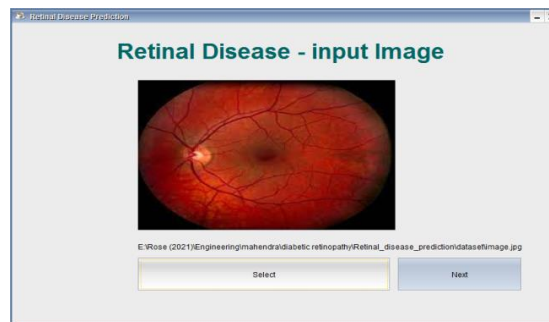 Retinal Disease Prediction
Retinal Disease - input Image
E:\Rose (2021)\Engineering\mahendra\diabetic retinopathy\Retinal_disease_prediction\dataset\image.jpg
Select
Next